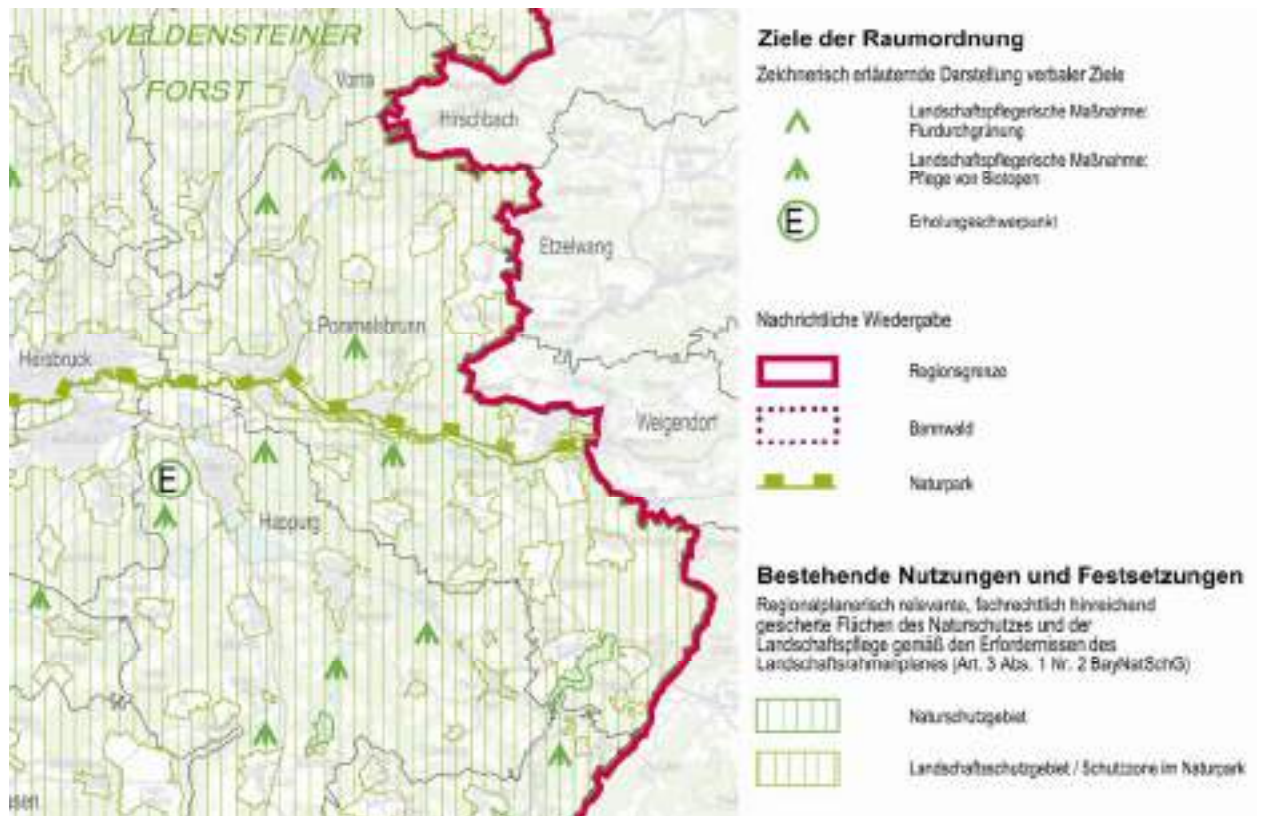 VELDENSTEINER
FORST
Vorra
Hirschbach
Etzelwang
Pommelsbrunn
Hersbruck
Weigendorf
E
Happurg
sen
Ziele der Raumordnung
Zeichnerisch erläuternde Darstellung verbaler Ziele
Landschaftspflegerische Maßnahme:
Flurdurchgrünung
Landschaftspflegerische Maßnahme:
Pflege von Biotopen
E
Erholungsschwerpunkt
Nachrichtliche Wiedergabe
Regionsgrenze
Bannwald
Naturpark
Bestehende Nutzungen und Festsetzungen
Regionalplanerisch relevante, fachrechtlich hinreichend
gesicherte Flächen des Naturschutzes und der
Landschaftspflege gemäß den Erfordernissen des
Landschaftsrahmenplanes (Art. 3 Abs. 1 Nr. 2 BayNatSchG)
Naturschutzgebiet
Landschaftsschutzgebiet / Schutzzone im Naturpark